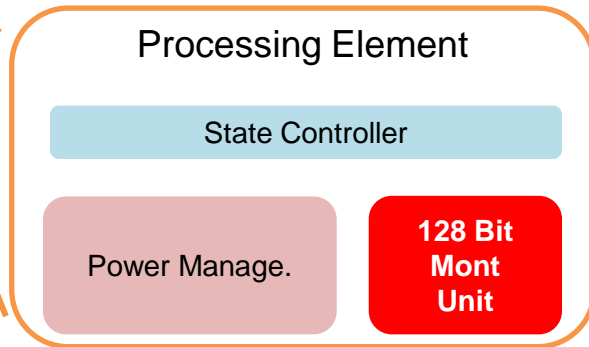 Processing Element
State Controller
Power Manage.
128 Bit
Mont
Unit